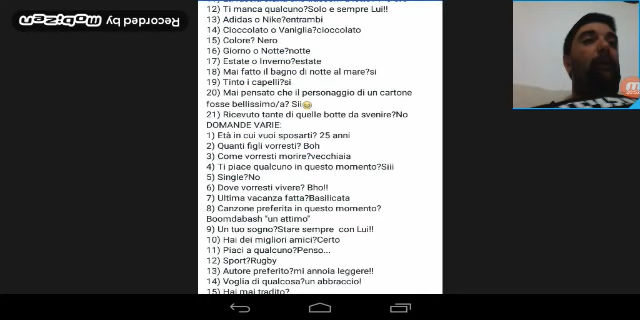 12) Ti manca qualcuno?Solo e sempre Lui!!
13) Adidas o Nike?entrambi
14) Cioccolato o Vaniglia?cioccolato
15) Colore? Nero
16) Giorno o Notte?notte
17) Estate o Inverno?estate
18) Mai fatto il bagno di notte al mare?si
19) Tinto i capelli?si
20) Mai pensato che il personaggio di un cartone
fosse bellissimo/a? Sii😂
21) Ricevuto tante di quelle botte da svenire?No
DOMANDE VARIE:
1) Età in cui vuoi sposarti? 25 anni
2) Quanti figli vorresti? Boh
3) Come vorresti morire?vecchiaia
4) Ti piace qualcuno in questo momento?Siii
5) Single?No
6) Dove vorresti vivere? Bho!!
7) Ultima vacanza fatta?Basilicata
8) Canzone preferita in questo momento?
Boomdabash "un attimo"
9) Un tuo sogno?Stare sempre con Lui!!
10) Hai dei migliori amici?Certo
11) Piaci a qualcuno?Penso...
12) Sport?Rugby
13) Autore preferito?mi annoia leggere!!
14) Voglia di qualcosa?un abbraccio!
15) Hai mai tradito?
Recorded by
mobizen